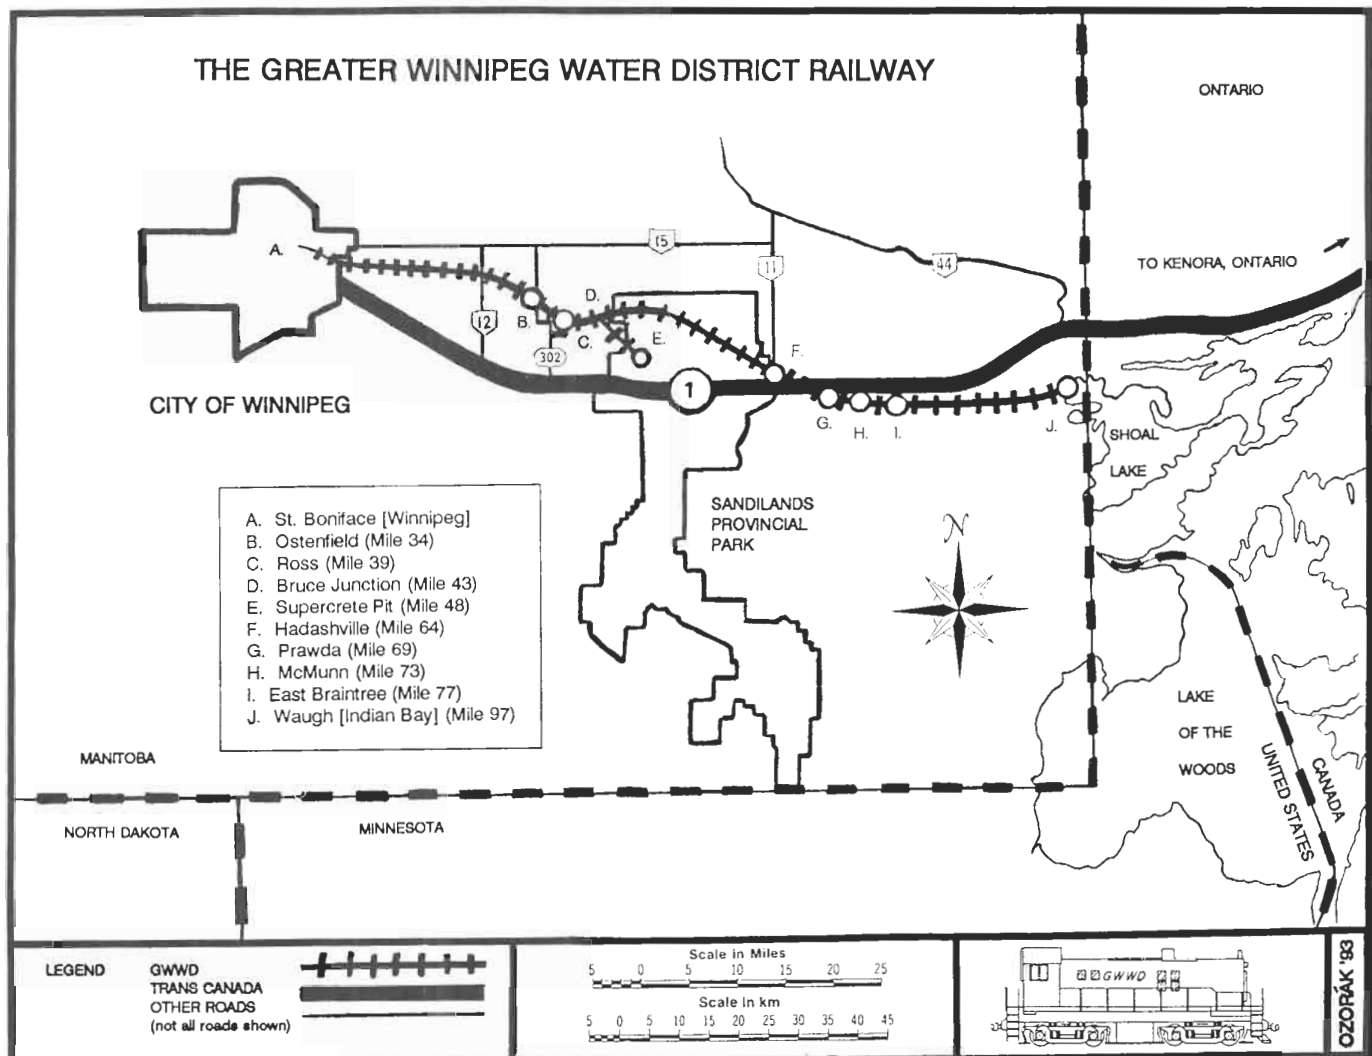 THE GREATER WINNIPEG WATER DISTRICT RAILWAY
ONTARIO
TO KENORA, ONTARIO
A.
15
11
44
12
B.
302
C.
D.
E.
F.
1
G.
H.
I.
J.
CITY OF WINNIPEG
SHOAL
LAKE
SANDILANDS
PROVINCIAL
PARK
N
A. St. Boniface [Winnipeg]
B. Ostenfield (Mile 34)
C. Ross (Mile 39)
D. Bruce Junction (Mile 43)
E. Supercrete Pit (Mile 48)
F. Hadashville (Mile 64)
G. Prawda (Mile 69)
H. McMunn (Mile 73)
I. East Braintree (Mile 77)
J. Waugh [Indian Bay] (Mile 97)
LAKE
OF THE
WOODS
CANADA
UNITED STATES
MANITOBA
NORTH DAKOTA
MINNESOTA
LEGEND
GWWD
TRANS CANADA
OTHER ROADS
(not all roads shown)
Scale in Miles
5 0 5 10 15 20 25
Scale in km
5 0 5 10 15 20 25 30 35 40 45
GWWD
OZORÁK '93